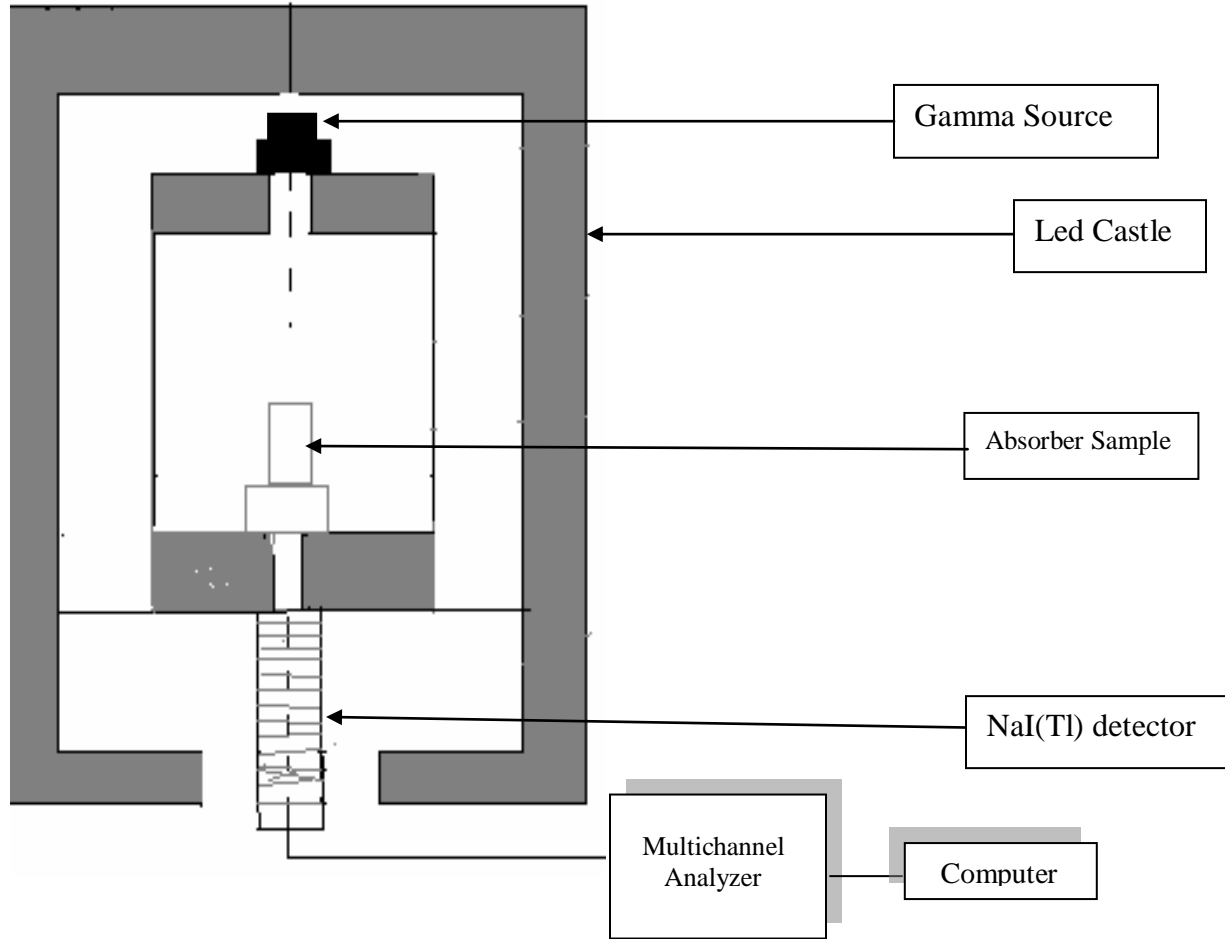 Gamma Source
Led Castle
Absorber Sample
NaI(Tl) detector
Multichannel
Analyzer
Computer